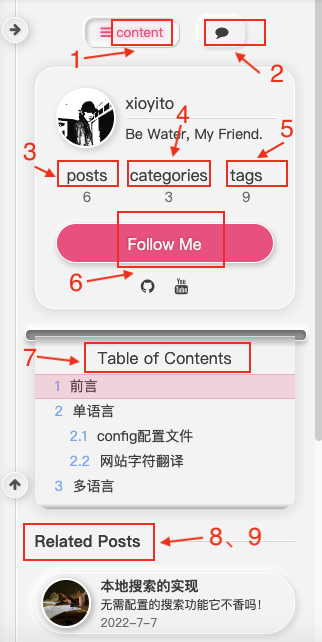 content
1
2
xioyito
Be Water, My Friend.
3
4
5
posts categories tags
6 3 9
Follow Me
6
You Tube
7
Table of Contents
1 前言
2 单语言
2.1 config配置文件
2.2 网站字符翻译
3 多语言
Related Posts
8、9
本地搜索的实现
无需配置的搜索功能它不香吗！
2022-7-7